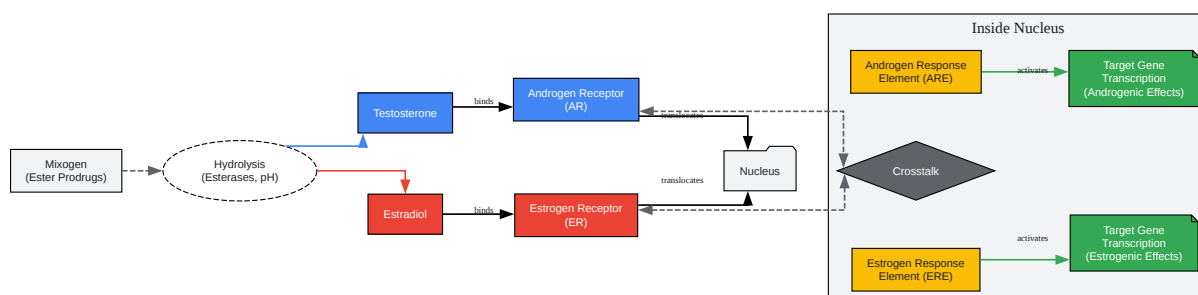 Mixogen
(Ester Prodrugs)
Hydrolysis
(Esterases, pH)
Testosterone
Estradiol
binds
binds
Androgen Receptor
(AR)
Estrogen Receptor
(ER)
translocates
translocates
Nucleus
Inside Nucleus
Crosstalk
Androgen Response
Element (ARE)
activates
Target Gene
Transcription
(Androgenic Effects)
Estrogen Response
Element (ERE)
activates
Target Gene
Transcription
(Estrogenic Effects)